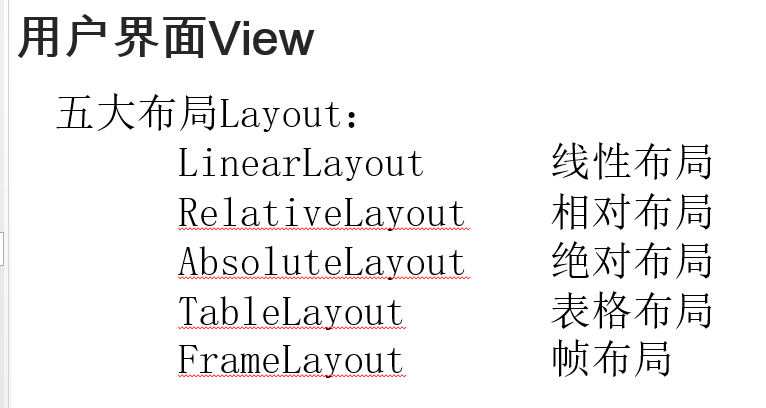 用户界面View
五大布局Layout：
LinearLayout 线性布局
RelativeLayout 相对布局
AbsoluteLayout 绝对布局
TableLayout 表格布局
FrameLayout 帧布局